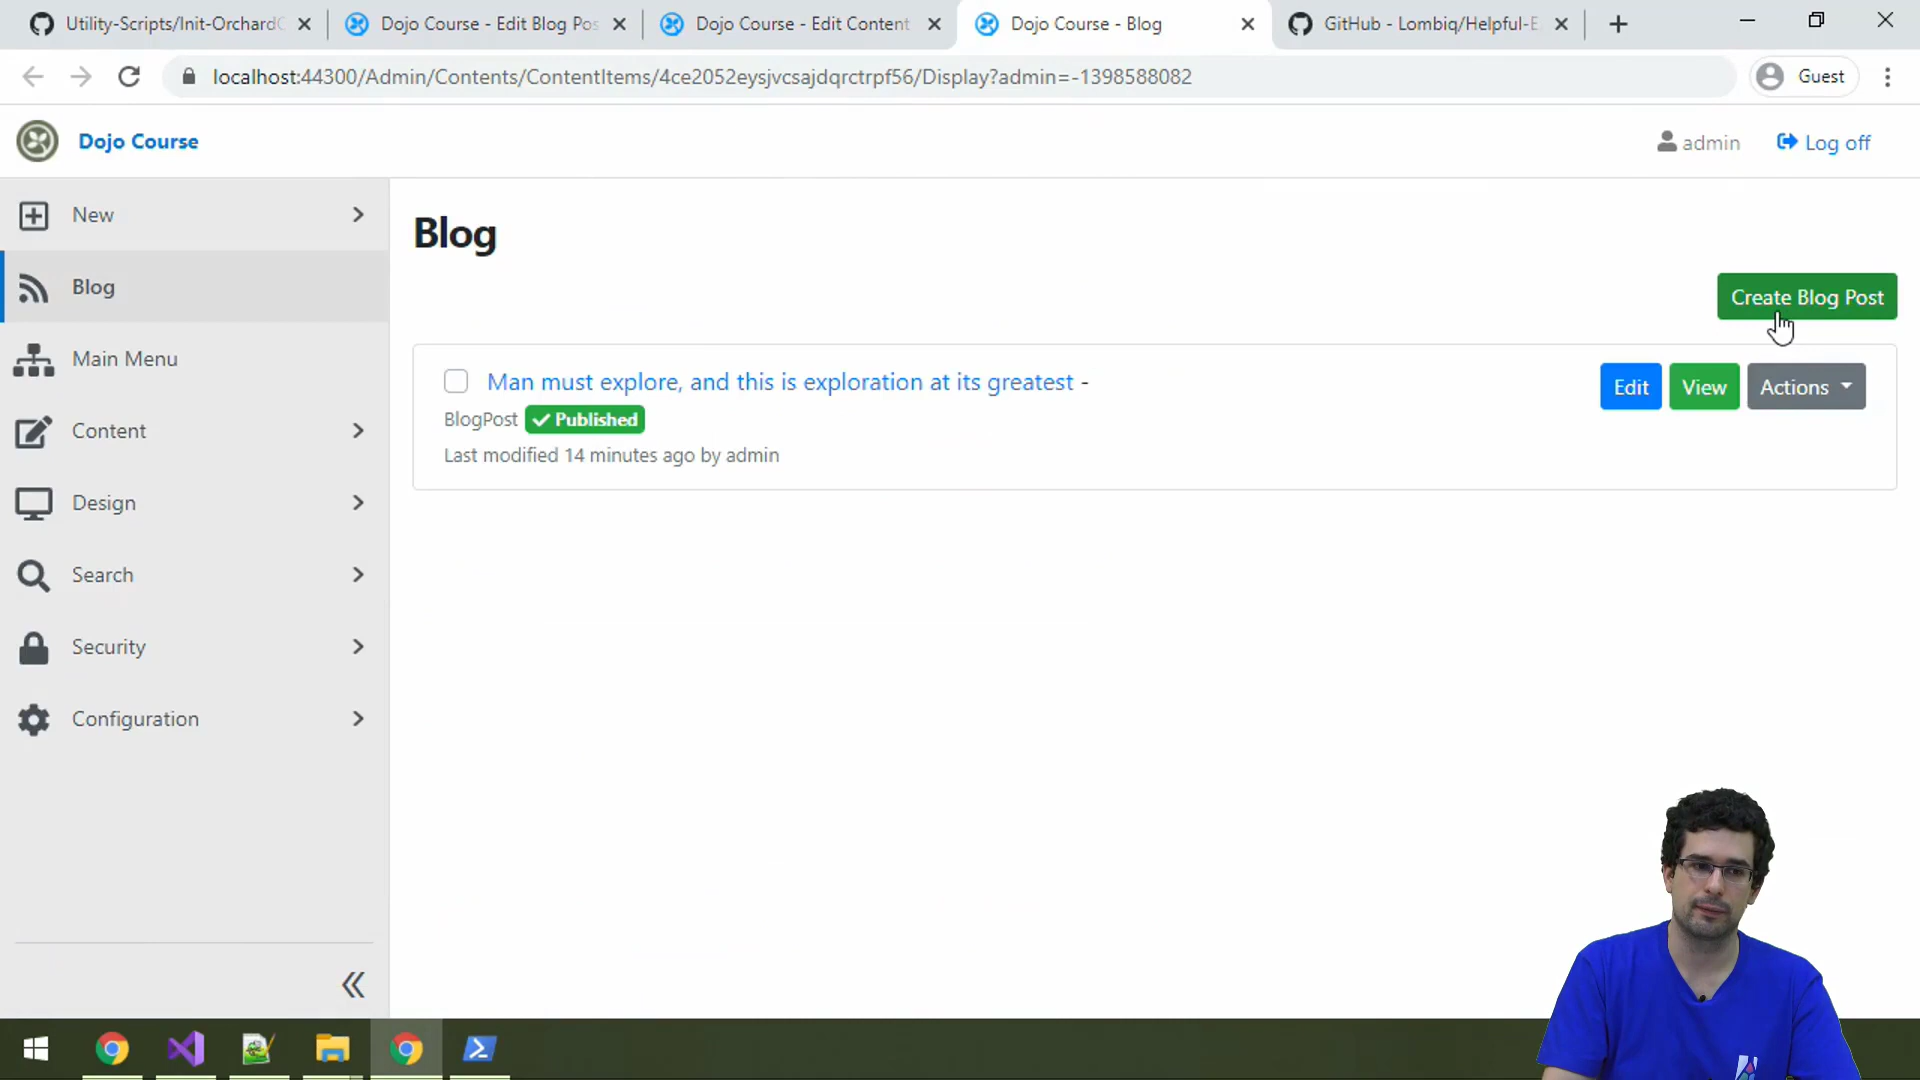 Utility-Scripts/Init-OrchardC
Dojo Course - Edit Blog Pos
Dojo Course - Edit Content
Dojo Course - Blog
GitHub - Lombiq/Helpful-E
localhost:44300/Admin/Contents/ContentItems/4ce2052eysjvcsajdqrctrpf56/Display?admin=-1398588082
Guest
Dojo Course
admin
Log off
New
Blog
Main Menu
Content
Design
Search
Security
Configuration
Blog
Create Blog Post
Man must explore, and this is exploration at its greatest -
Edit
View
Actions
BlogPost
Published
Last modified 14 minutes ago by admin